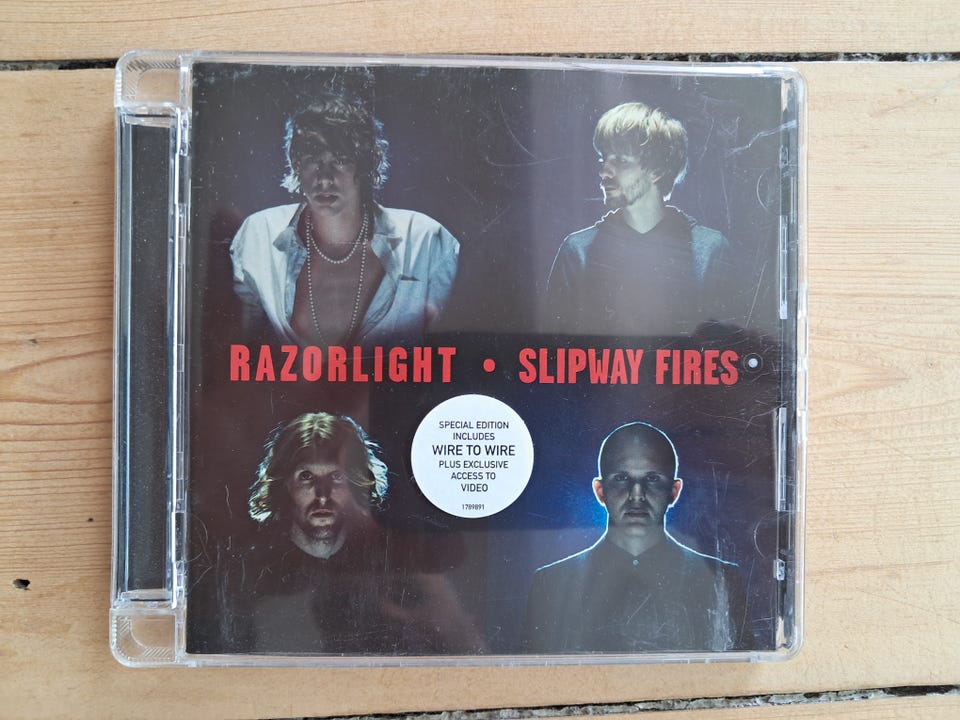 RAZORLIGHT • SLIPWAY FIRES
SPECIAL EDITION
INCLUDES
WIRE TO WIRE
PLUS EXCLUSIVE
ACCESS TO
VIDEO
1789891